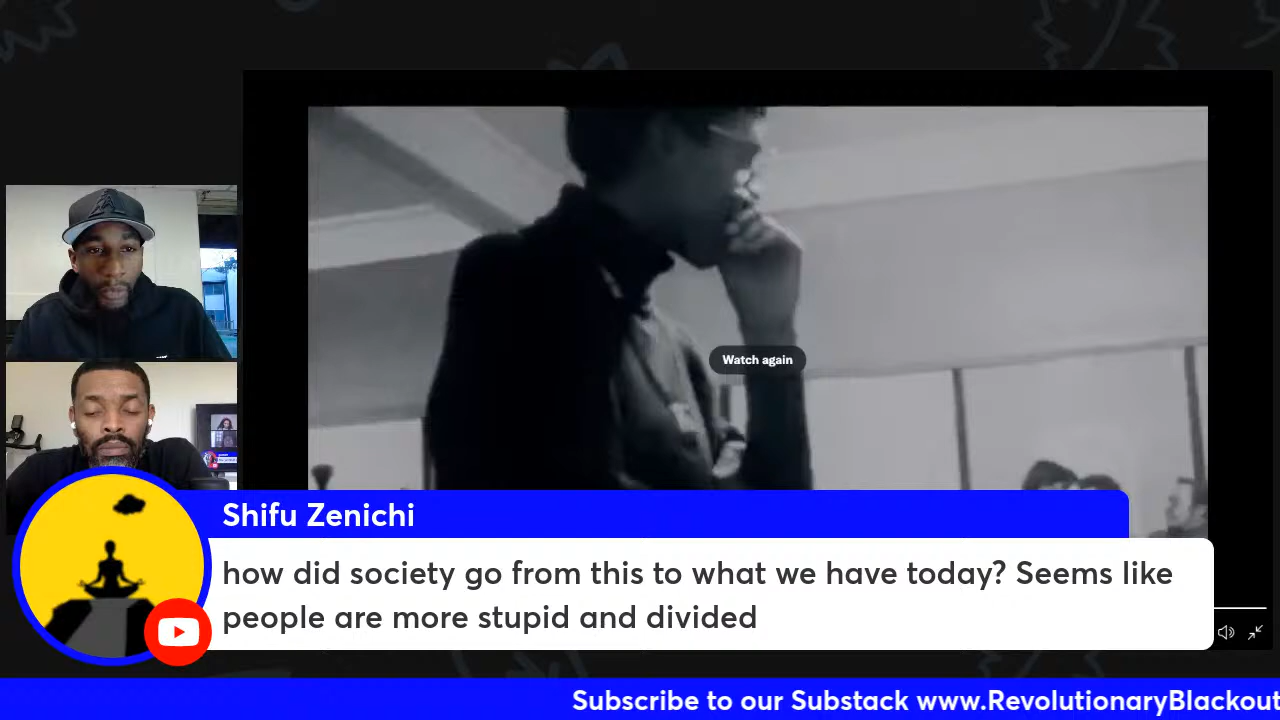 Watch again
Shifu Zenichi
how did society go from this to what we have today? Seems like
people are more stupid and divided
Subscribe to our Substack www.RevolutionaryBlackout